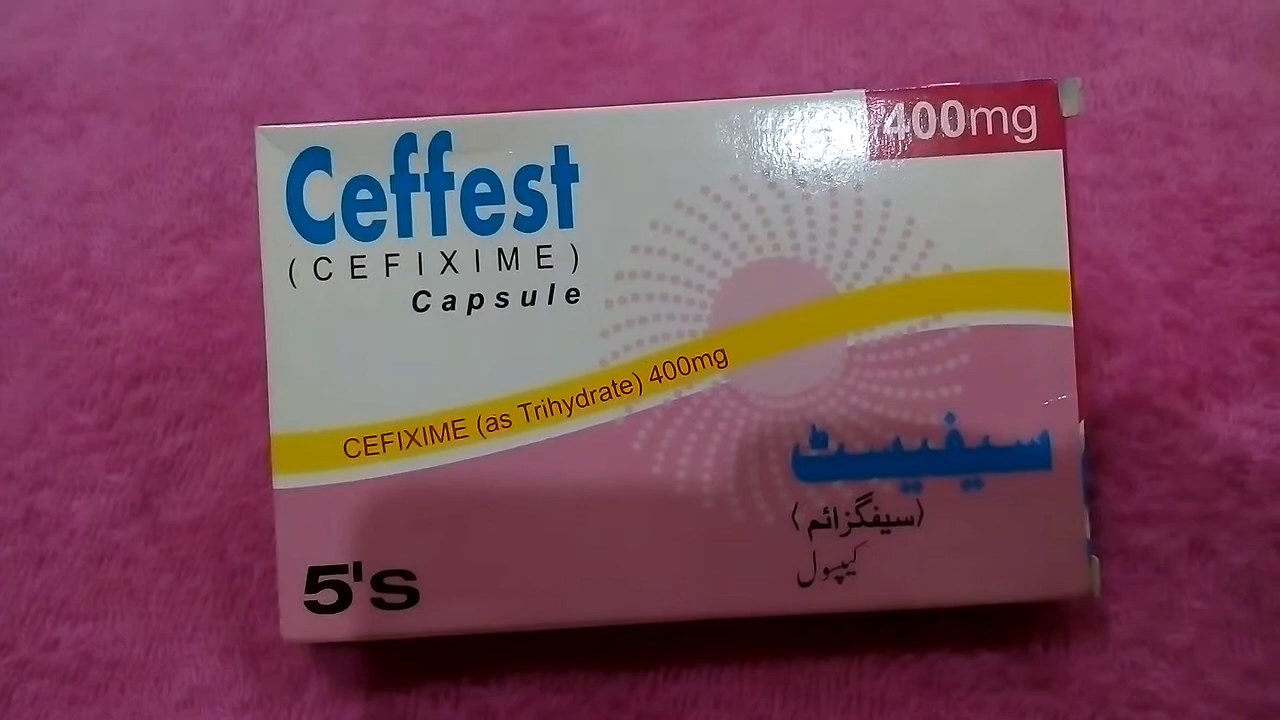 400mg
Ceffest
(CEFIXIME)
Capsule
CEFIXIME (as Trihydrate) 400mg
سیفیسٹ
(سیفگزائم)
کیپسول
5's